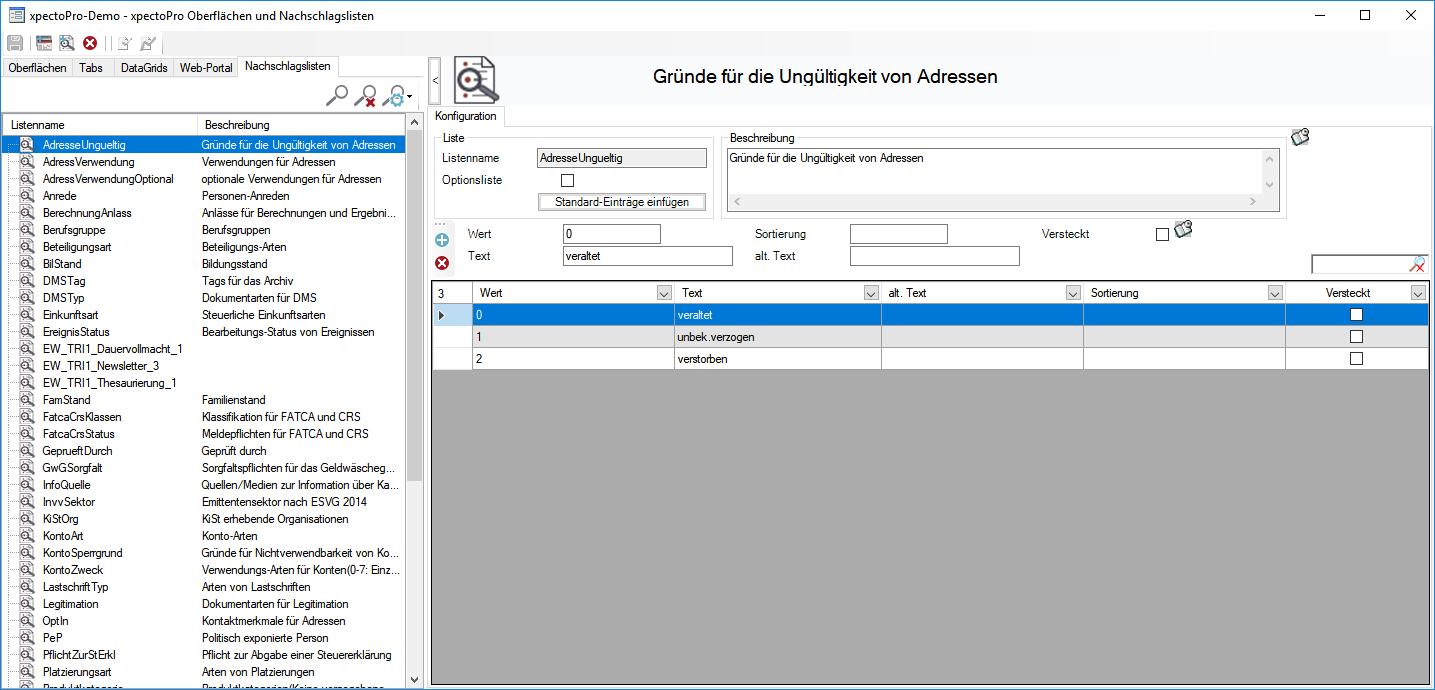 xpectoPro-Demo - xpectoPro Oberflächen und Nachschlagslisten
Oberflächen Tabs DataGrids Web-Portal Nachschlagslisten
Listenname Beschreibung
AdresseUngueltig Gründe für die Ungültigkeit von Adressen
AdressVerwendung Verwendungen für Adressen
AdressVerwendungOptional optionale Verwendungen für Adressen
Anrede Personen-Anreden
BerechnungAnlass Anlässe für Berechnungen und Ergebni...
Berufsgruppe Berufsgruppen
Beteiligungsart Beteiligungs-Arten
BilStand Bildungsstand
DMSTag Tags für das Archiv
DMSTyp Dokumentarten für DMS
Einkunftsart Steuerliche Einkunftsarten
EreignisStatus Bearbeitungs-Status von Ereignissen
EW_TRI1_Dauervollmacht_1
EW_TRI1_Newsletter_3
EW_TRI1_Thesaurierung_1
FamStand Familienstand
FatcaCrsKlassen Klassifikation für FATCA und CRS
FatcaCrsStatus Meldepflichten für FATCA und CRS
GeprueftDurch Geprüft durch
GwGSorgfalt Sorgfaltspflichten für das Geldwäscheg...
InfoQuelle Quellen/Medien zur Information über Ka...
InvvSektor Emittentensektor nach ESVG 2014
KiStOrg KiSt erhebende Organisationen
KontoArt Konto-Arten
KontoSperrgrund Gründe für Nichtverwendbarkeit von Ko...
KontoZweck Verwendungs-Arten für Konten(0-7: Einz...
LastschriftTyp Arten von Lastschriften
Legitimation Dokumentarten für Legitimation
OptIn Kontaktmerkmale für Adressen
PeP Politisch exponierte Person
PflichtZurStErkl Pflicht zur Abgabe einer Steuererklärung
Platzierungsart Arten von Platzierungen
<
Gründe für die Ungültigkeit von Adressen
Konfiguration
Liste
Listenname AdresseUngueltig
Optionsliste
Standard-Einträge einfügen
Beschreibung
Gründe für die Ungültigkeit von Adressen
Wert 0 Sortierung Versteckt
Text veraltet alt. Text
3 Wert Text alt. Text Sortierung Versteckt
0 veraltet
1 unbek.verzogen
2 verstorben